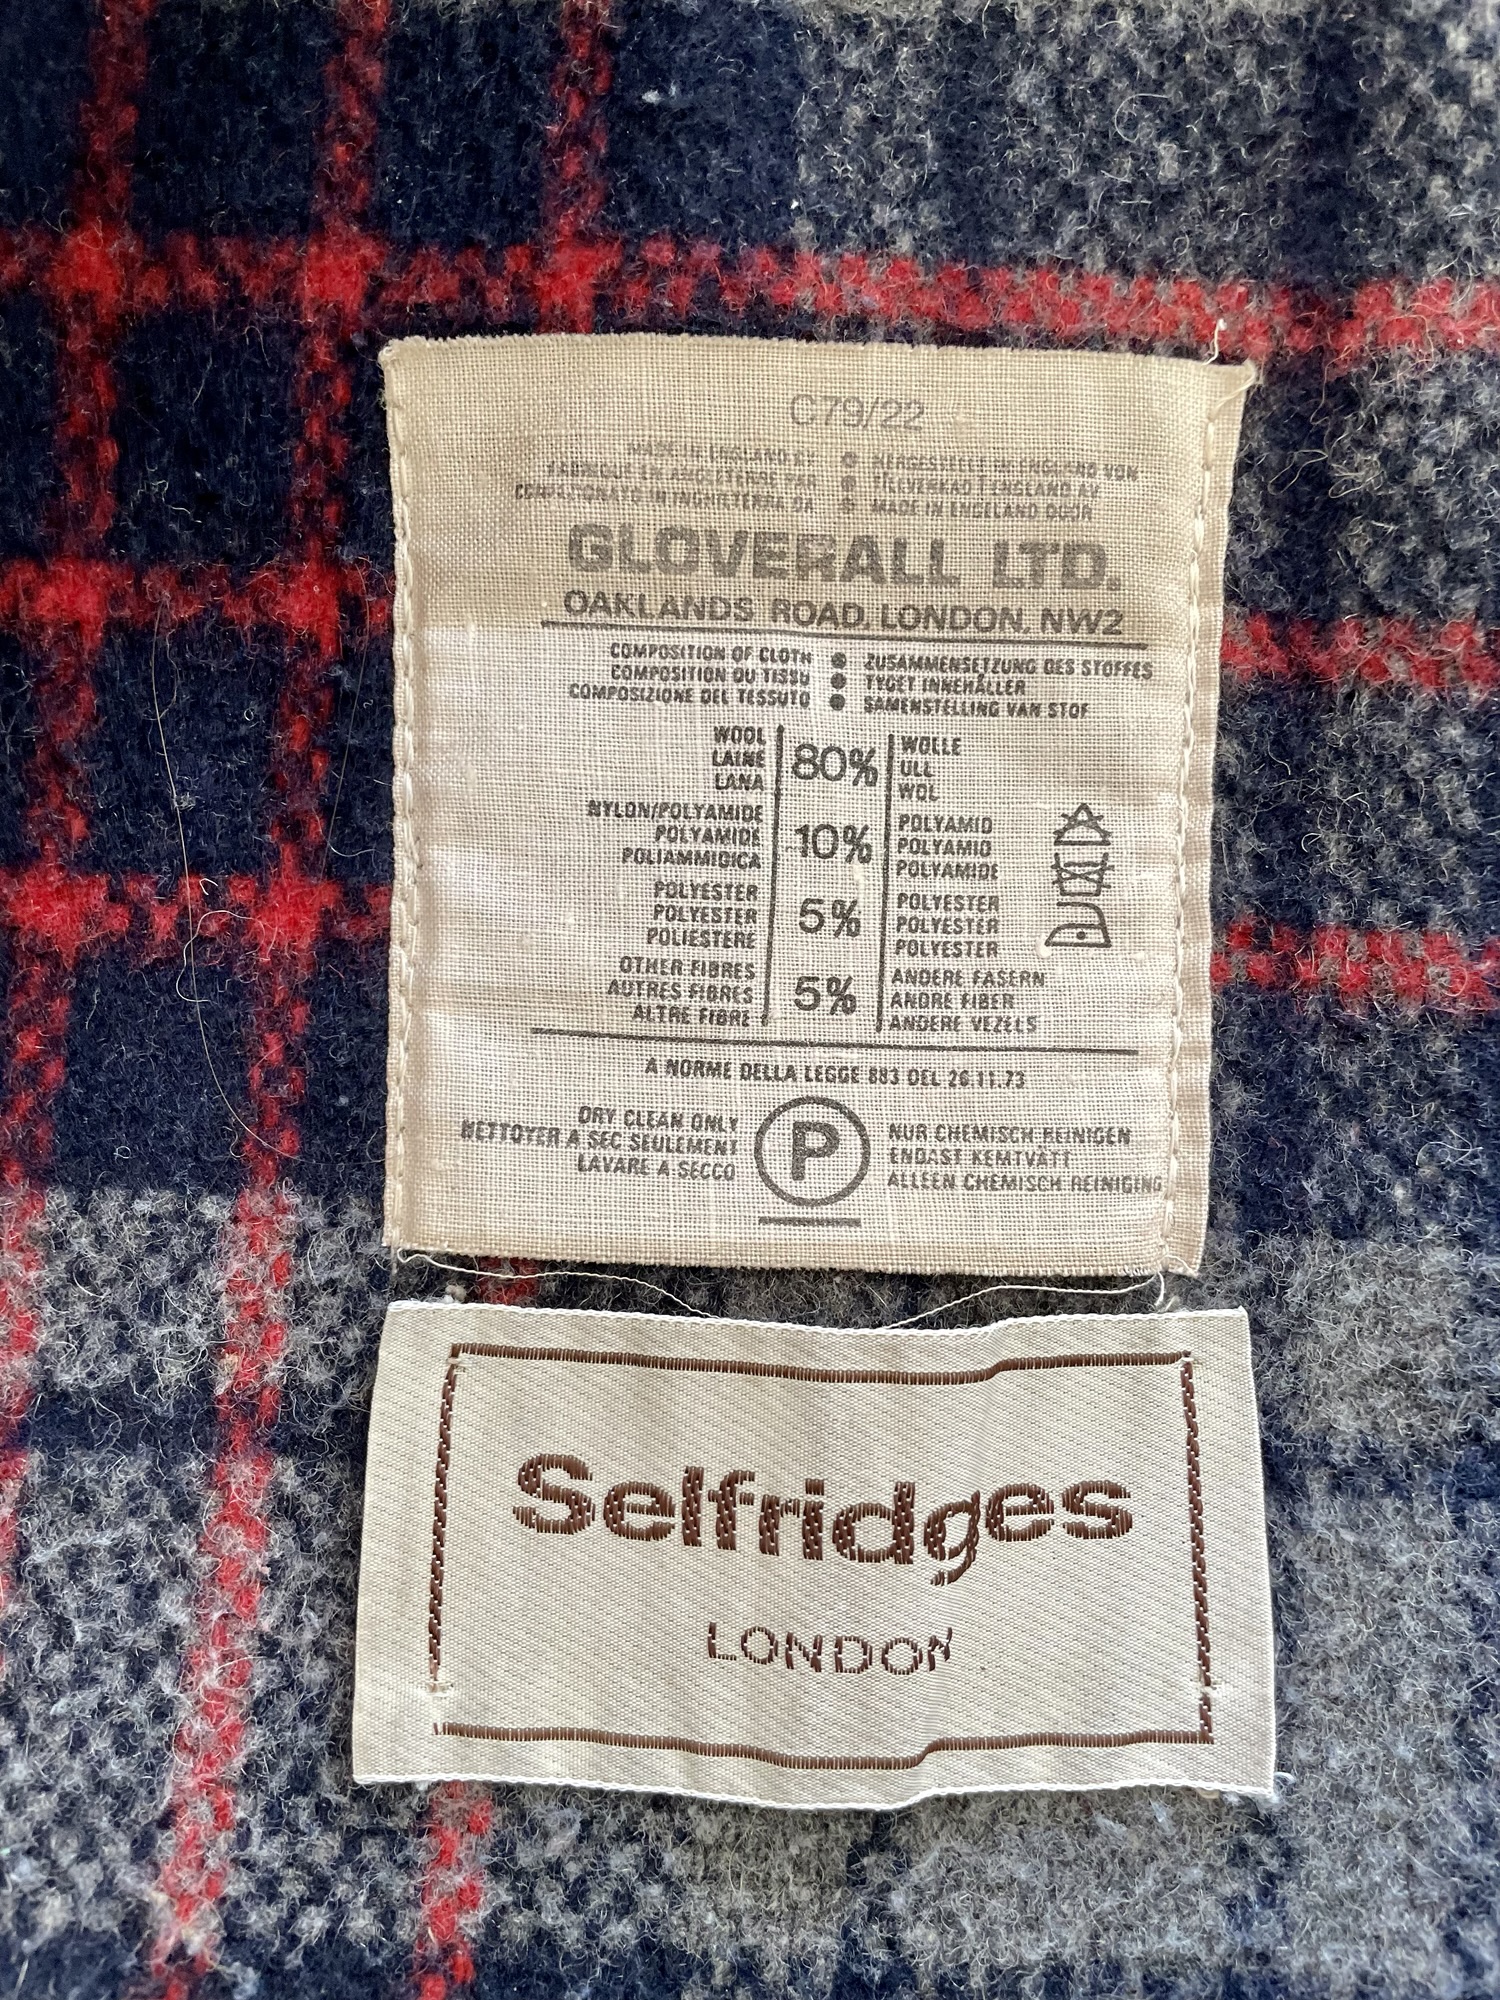 C79/22
MADE IN ENGLAND BY ● HERGESTELLT IN ENGLAND VON
FABRIQUE EN ANGLETERRE PAR ● TILLVERKAD I ENGLAND AV
CONFEZIONATO IN INGHILTERRA DA ● MADE IN ENGELAND DOOR
GLOVERALL LTD.
OAKLANDS ROAD, LONDON, NW2
COMPOSITION OF CLOTH ● ZUSAMMENSETZUNG DES STOFFES
COMPOSITION DU TISSU ● TYGET INNEHÅLLER
COMPOSIZIONE DEL TESSUTO ● SAMENSTELLING VAN STOF
WOOL
LAINE
LANA
80%
WOLLE
ULL
WOL
NYLON/POLYAMIDE
POLYAMIDE
POLIAMMIDICA
10%
POLYAMID
POLYAMID
POLYAMIDE
POLYESTER
POLYESTER
POLIESTERE
5%
POLYESTER
POLYESTER
POLYESTER
OTHER FIBRES
AUTRES FIBRES
ALTRE FIBRE
5%
ANDERE FASERN
ANDRE FIBER
ANDERE VEZELS
A NORME DELLA LEGGE 883 DEL 26.11.73
DRY CLEAN ONLY
NETTOYER A SEC SEULEMENT
LAVARE A SECCO
P
NUR CHEMISCH REINIGEN
ENDAST KEMTVÄTT
ALLEEN CHEMISCH REINIGING
Selfridges
LONDON